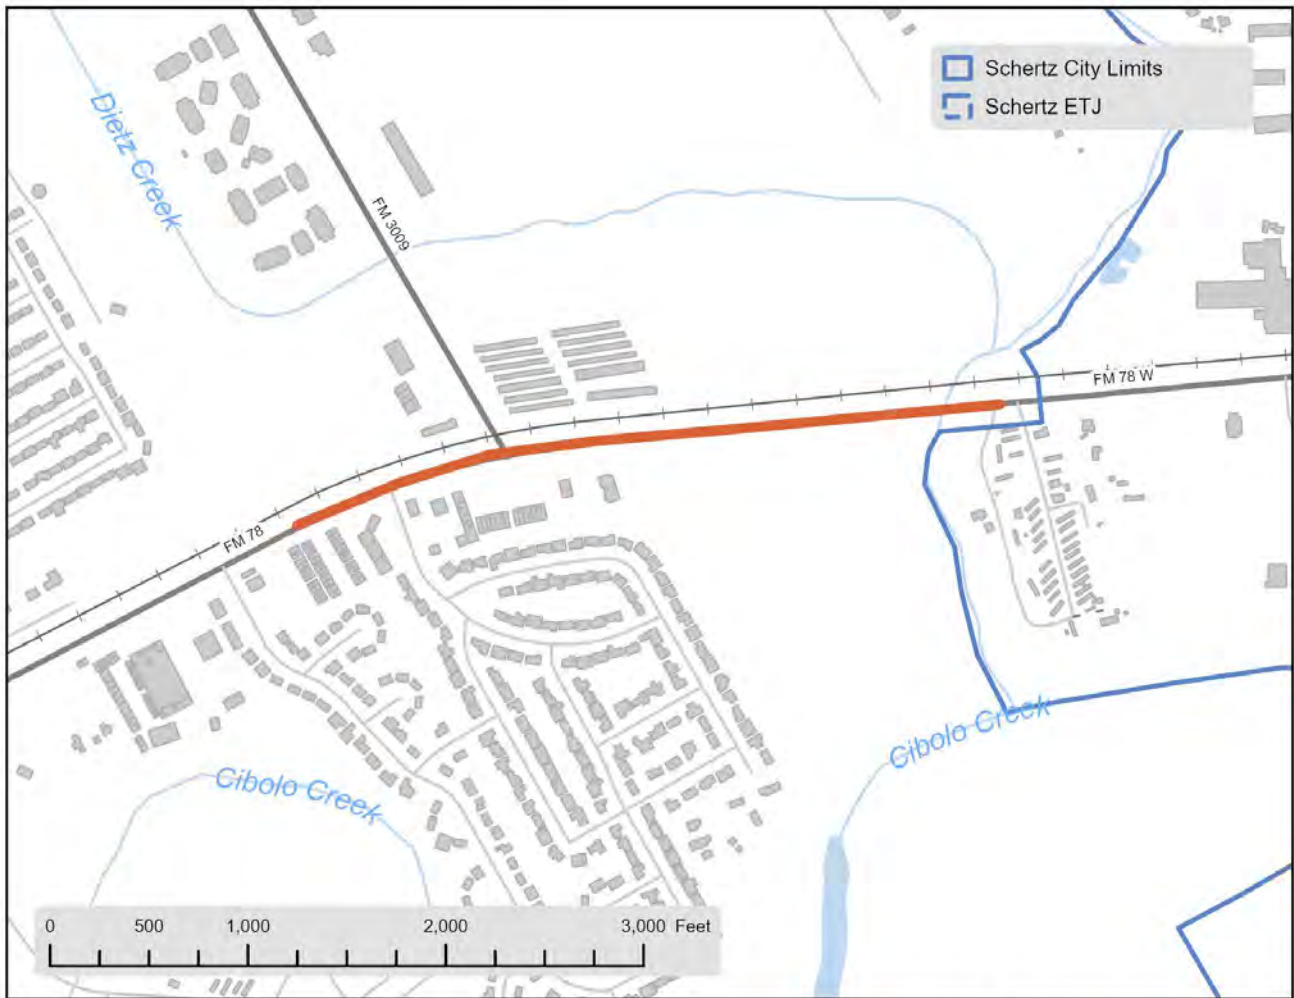 Schertz City Limits
Schertz ETJ
Dietz Creek
FM 3009
FM 78 W
FM 78
Cibolo Creek
Cibolo Creek
0 500 1,000 2,000 3,000 Feet